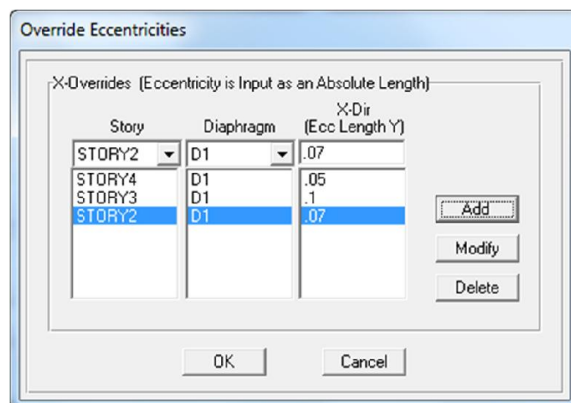 Override Eccentricities
X-Overrides (Eccentricity is Input as an Absolute Length)
Story Diaphragm X-Dir (Ecc Length Y)
STORY2 D1 .07
STORY4 D1 .05
STORY3 D1 .1
STORY2 D1 .07
Add
Modify
Delete
OK Cancel